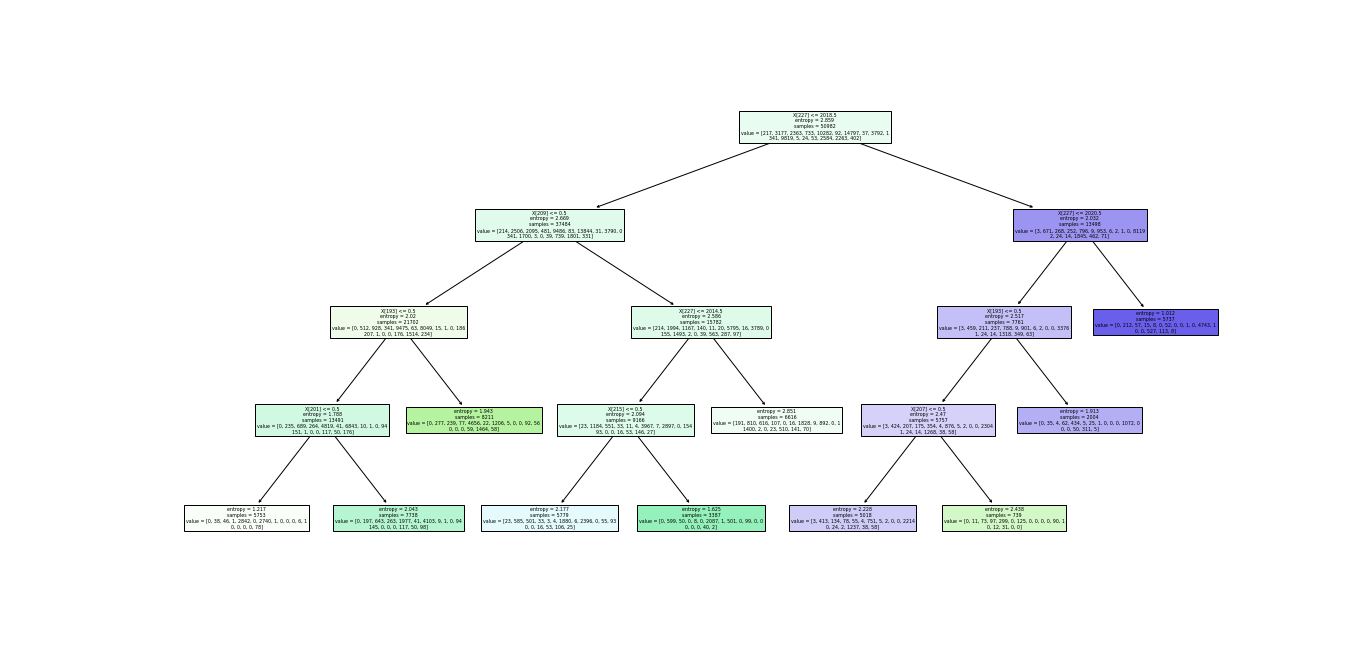 X[227] <= 2018.5
entropy = 2.859
samples = 50982
value = [217, 3177, 2363, 733, 10282, 92, 14797, 37, 3792, 1
341, 9819, 5, 24, 53, 2584, 2263, 402]
X[209] <= 0.5
entropy = 2.669
samples = 37484
value = [214, 2506, 2095, 481, 9486, 83, 13844, 31, 3790, 0
341, 1700, 3, 0, 39, 739, 1801, 331]
X[227] <= 2020.5
entropy = 2.032
samples = 13498
value = [3, 671, 268, 252, 796, 9, 953, 6, 2, 1, 0, 8119
2, 24, 14, 1845, 462, 71]
X[193] <= 0.5
entropy = 2.02
samples = 21702
value = [0, 512, 928, 341, 9475, 63, 8049, 15, 1, 0, 186
207, 1, 0, 0, 176, 1514, 234]
X[227] <= 2014.5
entropy = 2.586
samples = 15782
value = [214, 1994, 1167, 140, 11, 20, 5795, 16, 3789, 0
155, 1493, 2, 0, 39, 563, 287, 97]
X[193] <= 0.5
entropy = 2.517
samples = 7761
value = [3, 459, 211, 237, 788, 9, 901, 6, 2, 0, 0, 3376
1, 24, 14, 1318, 349, 63]
entropy = 1.012
samples = 5737
value = [0, 212, 57, 15, 8, 0, 52, 0, 0, 1, 0, 4743, 1
0, 0, 527, 113, 8]
X[201] <= 0.5
entropy = 1.788
samples = 13491
value = [0, 235, 689, 264, 4819, 41, 6843, 10, 1, 0, 94
151, 1, 0, 0, 117, 50, 176]
entropy = 1.943
samples = 8211
value = [0, 277, 239, 77, 4656, 22, 1206, 5, 0, 0, 92, 56
0, 0, 0, 59, 1464, 58]
X[215] <= 0.5
entropy = 2.094
samples = 9166
value = [23, 1184, 551, 33, 11, 4, 3967, 7, 2897, 0, 154
93, 0, 0, 16, 53, 146, 27]
entropy = 2.851
samples = 6616
value = [191, 810, 616, 107, 0, 16, 1828, 9, 892, 0, 1
1400, 2, 0, 23, 510, 141, 70]
X[207] <= 0.5
entropy = 2.47
samples = 5757
value = [3, 424, 207, 175, 354, 4, 876, 5, 2, 0, 0, 2304
1, 24, 14, 1268, 38, 58]
entropy = 1.913
samples = 2004
value = [0, 35, 4, 62, 434, 5, 25, 1, 0, 0, 0, 1072, 0
0, 0, 50, 311, 5]
entropy = 1.217
samples = 5753
value = [0, 38, 46, 1, 2842, 0, 2740, 1, 0, 0, 0, 6, 1
0, 0, 0, 0, 78]
entropy = 2.043
samples = 7738
value = [0, 197, 643, 263, 1977, 41, 4103, 9, 1, 0, 94
145, 0, 0, 0, 117, 50, 98]
entropy = 2.177
samples = 5779
value = [23, 585, 501, 33, 3, 4, 1880, 6, 2396, 0, 55, 93
0, 0, 16, 53, 106, 25]
entropy = 1.625
samples = 3387
value = [0, 599, 50, 0, 8, 0, 2087, 1, 501, 0, 99, 0, 0
0, 0, 0, 40, 2]
entropy = 2.228
samples = 5018
value = [3, 413, 134, 78, 55, 4, 751, 5, 2, 0, 0, 2214
0, 24, 2, 1237, 38, 58]
entropy = 2.438
samples = 739
value = [0, 11, 73, 97, 299, 0, 125, 0, 0, 0, 0, 90, 1
0, 12, 31, 0, 0]